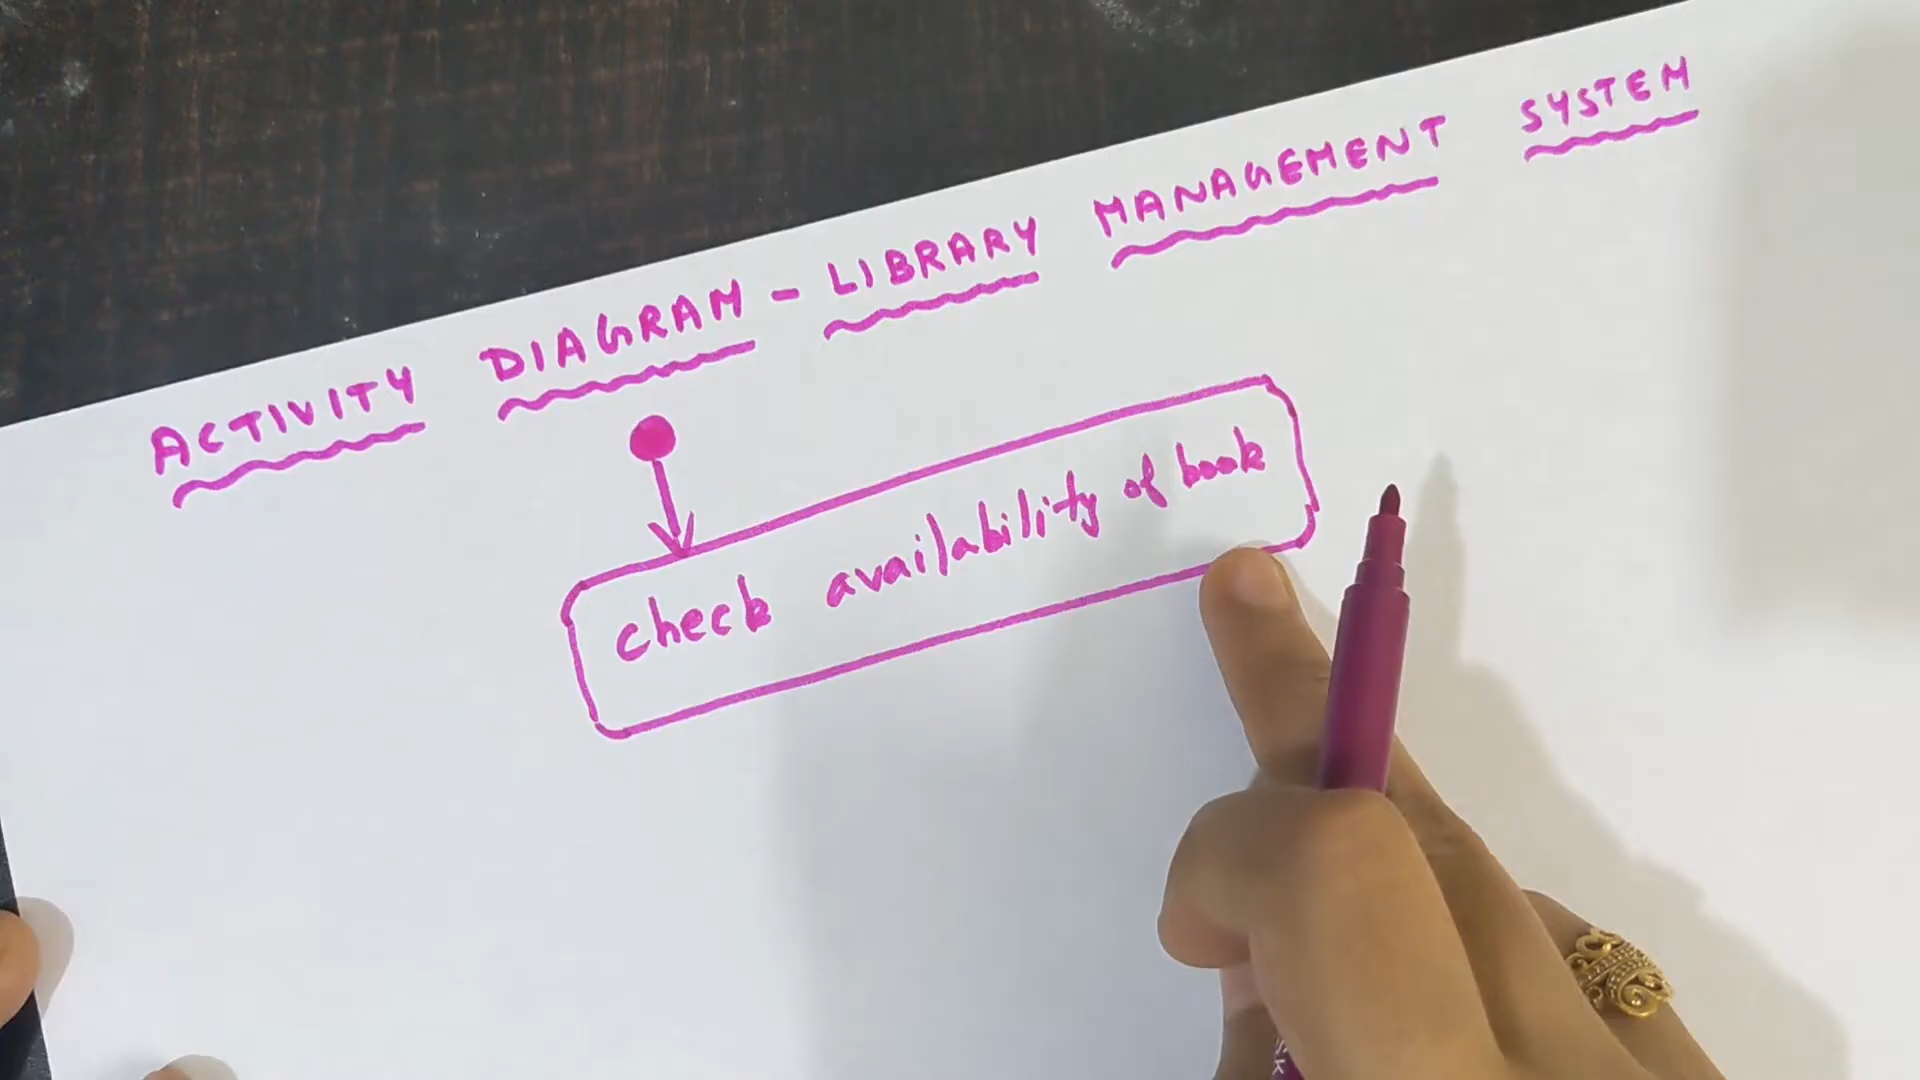 ACTIVITY DIAGRAM - LIBRARY MANAGEMENT SYSTEM
check availability of book